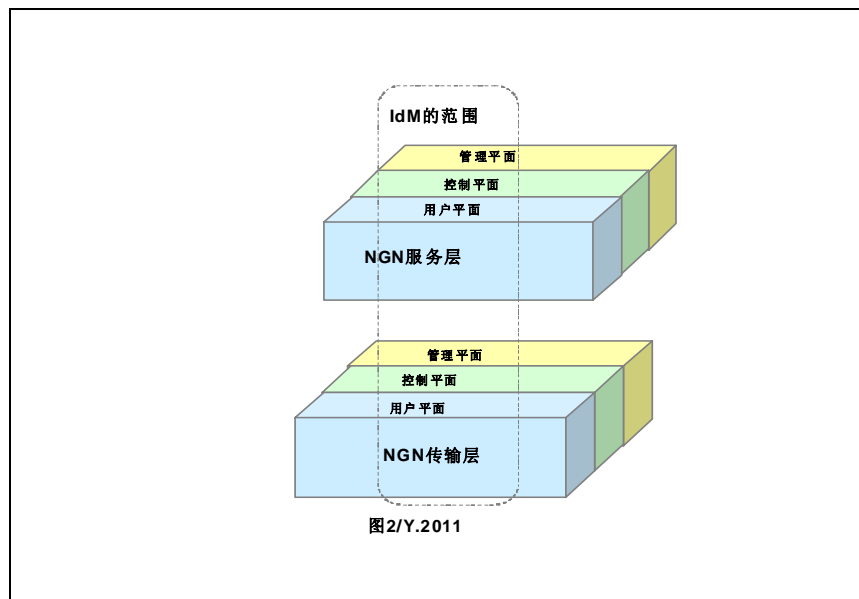 IdM的范围
管理平面
控制平面
用户平面
NGN服务层
管理平面
控制平面
用户平面
NGN传输层
图2/Y.2011